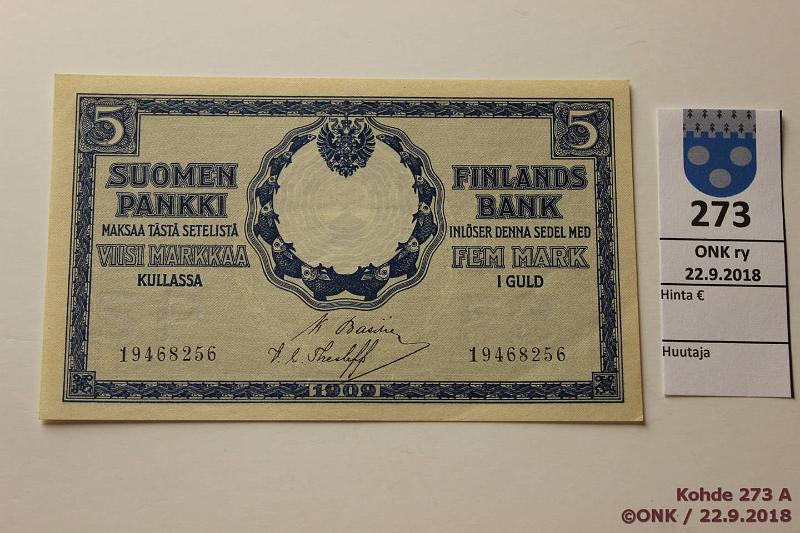 5
5
SUOMEN
PANKKI
MAKSAA TÄSTÄ SETELISTÄ
VIISI MARKKAA
KULLASSA
FINLANDS
BANK
INLÖSER DENNA SEDEL MED
FEM MARK
I GULD
19468256
19468256
1909
273
ONK ry
22.9.2018
Hinta €
Huutaja
Kohde 273 A
©ONK / 22.9.2018